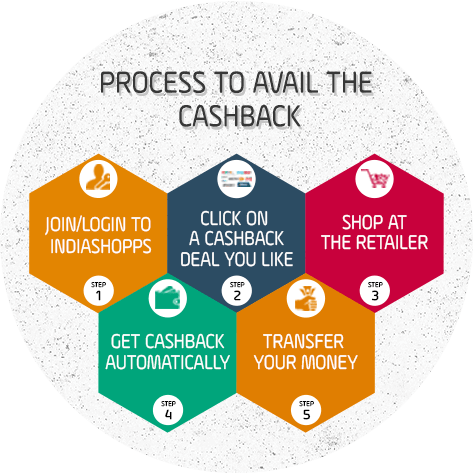 PROCESS TO AVAIL THE
CASHBACK
JOIN/LOGIN TO
INDIASHOPPS
STEP
1
CLICK ON
A CASHBACK
DEAL YOU LIKE
STEP
2
SHOP AT
THE RETAILER
STEP
3
GET CASHBACK
AUTOMATICALLY
STEP
4
TRANSFER
YOUR MONEY
STEP
5